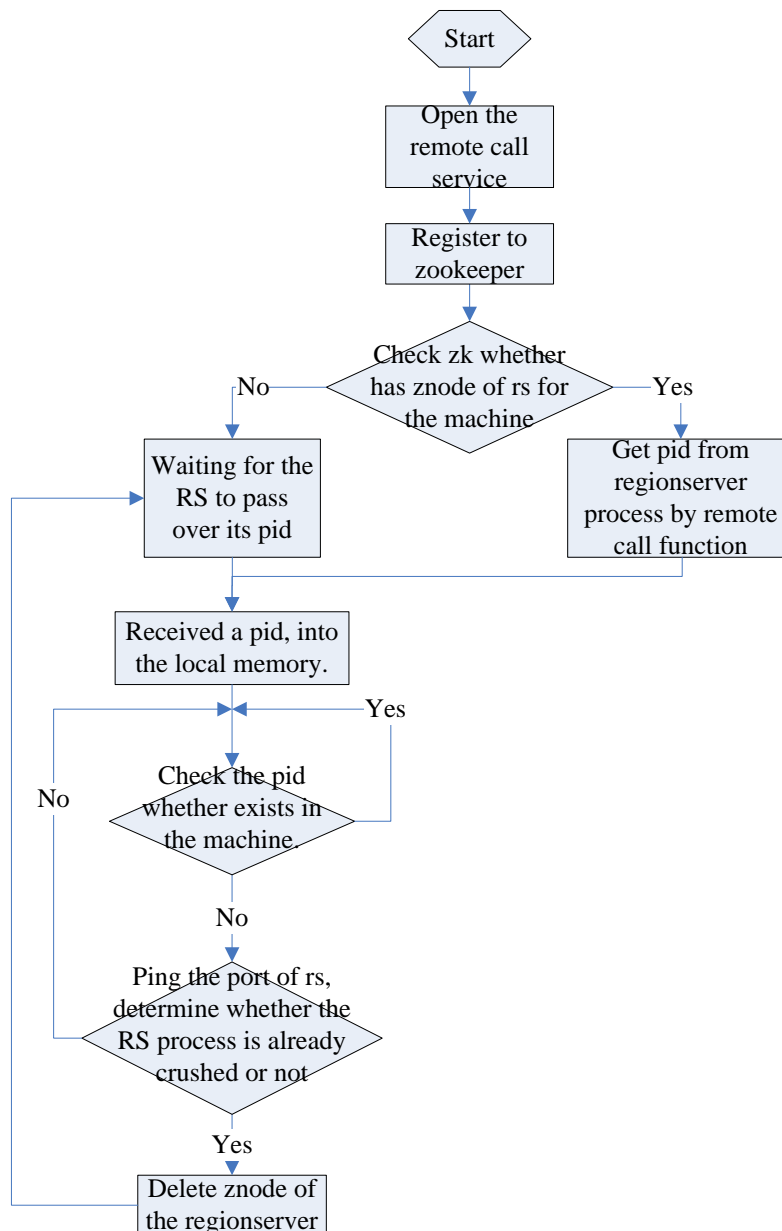 Start
Open the
remote call
service
Register to
zookeeper
Check zk whether
has znode of rs for
the machine
No
Yes
Waiting for the
RS to pass
over its pid
Get pid from
regionserver
process by remote
call function
Received a pid, into
the local memory.
Yes
No
Check the pid
whether exists in
the machine.
No
Ping the port of rs,
determine whether the
RS process is already
crushed or not
Yes
Delete znode of
the regionserver